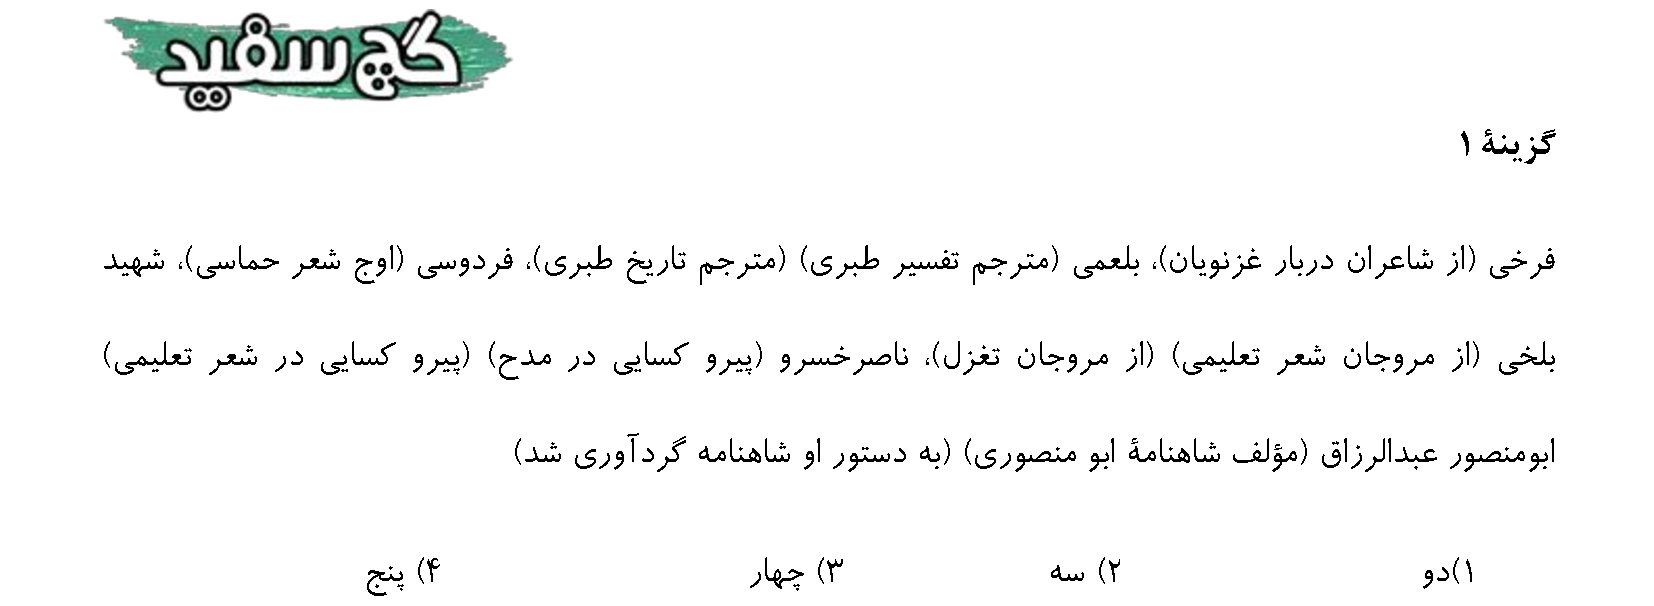 گچ سفید
گزینهٔ ۱
فرخی (از شاعران دربار غزنویان)، بلعمی (مترجم تفسیر طبری) (مترجم تاریخ طبری)، فردوسی (اوج شعر حماسی)، شهید
بلخی (از مروجان شعر تعلیمی) (از مروجان تغزل)، ناصرخسرو (پیرو کسایی در مدح) (پیرو کسایی در شعر تعلیمی)
ابومنصور عبدالرزاق (مؤلف شاهنامهٔ ابو منصوری) (به دستور او شاهنامه گردآوری شد)
۱)دو ۲) سه ۳) چهار ۴) پنج